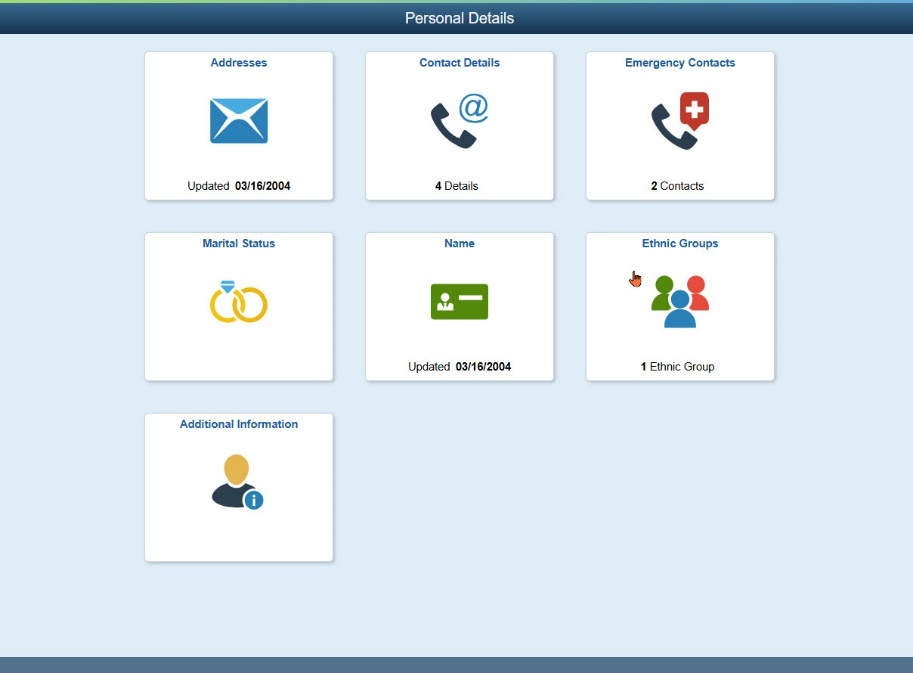 Personal Details
Addresses
Updated 03/16/2004
Contact Details
@
4 Details
Emergency Contacts
2 Contacts
Marital Status
Name
Updated 03/16/2004
Ethnic Groups
1 Ethnic Group
Additional Information
i